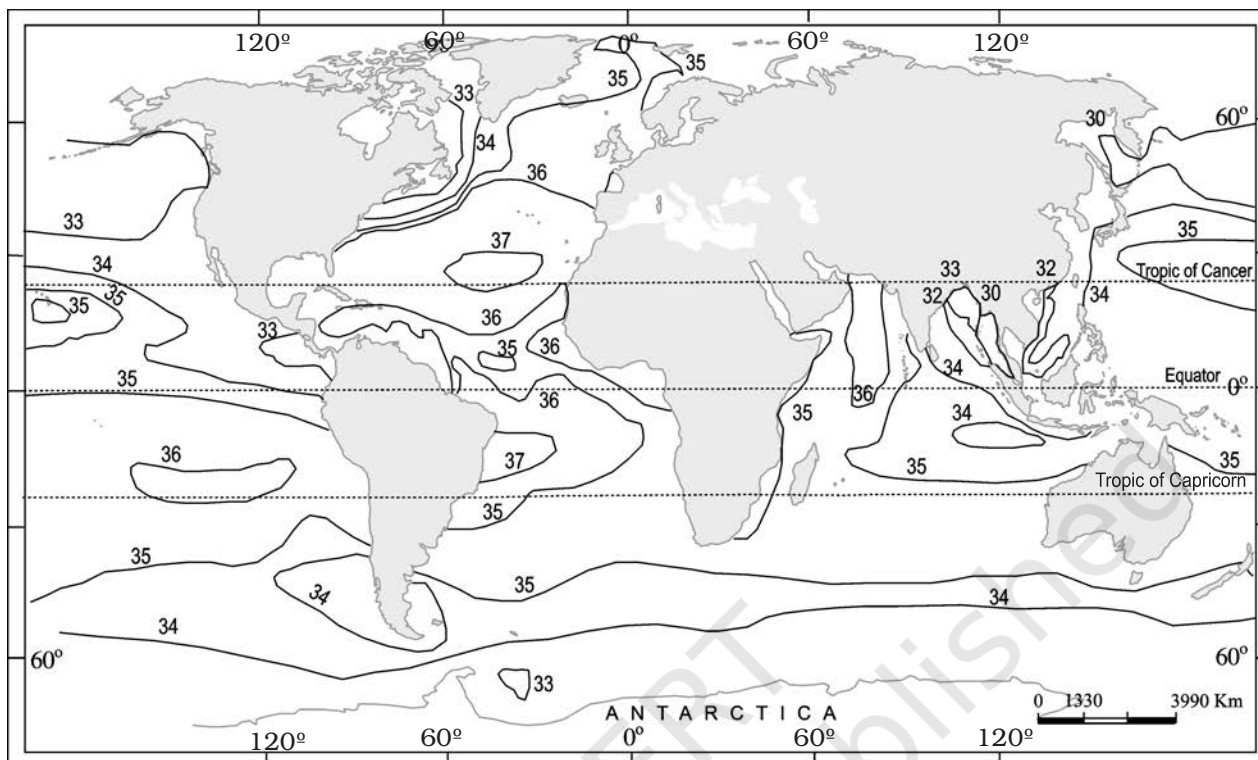 120º 60º 0º 60º 120º
33 35 35
34 30 60º
36
33 37 35
34 33 32 Tropic of Cancer
35 35 36 32 30 34
33 35 36 34
35 36 36 Equator 0º
34
36 37 35 35 35
35 Tropic of Capricorn
35 35
34 34
34
60º 60º
33
ANTARCTICA 0 1330 3990 Km
120º 60º 0º 60º 120º